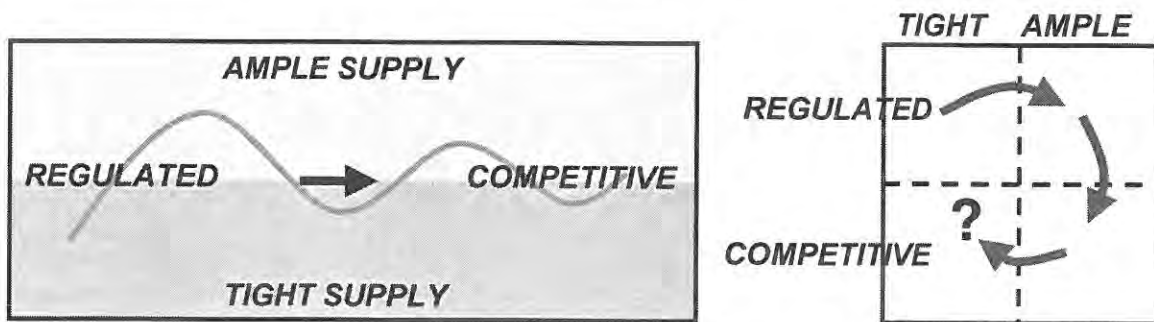 AMPLE SUPPLY
REGULATED
COMPETITIVE
TIGHT SUPPLY
TIGHT AMPLE
REGULATED
?
COMPETITIVE